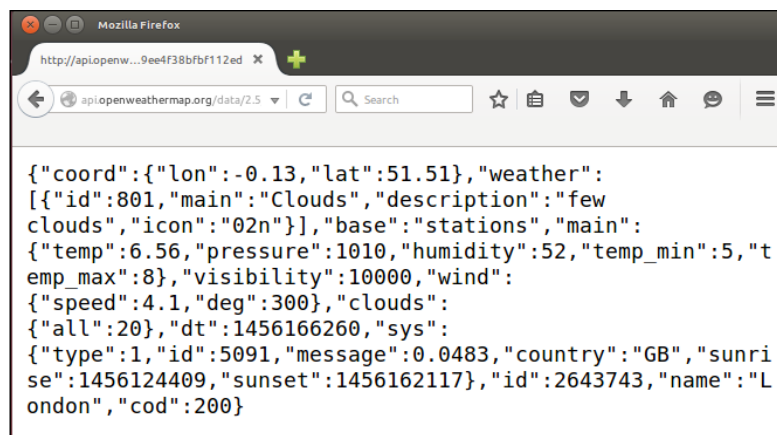 Mozilla Firefox
http://api.openw...9ee4f38bfbf112ed
api.openweathermap.org/data/2.5
Search
{"coord":{"lon":-0.13,"lat":51.51},"weather":
[{"id":801,"main":"Clouds","description":"few
clouds","icon":"02n"}],"base":"stations","main":
{"temp":6.56,"pressure":1010,"humidity":52,"temp_min":5,"t
emp_max":8},"visibility":10000,"wind":
{"speed":4.1,"deg":300},"clouds":
{"all":20},"dt":1456166260,"sys":
{"type":1,"id":5091,"message":0.0483,"country":"GB","sunri
se":1456124409,"sunset":1456162117},"id":2643743,"name":"L
ondon","cod":200}